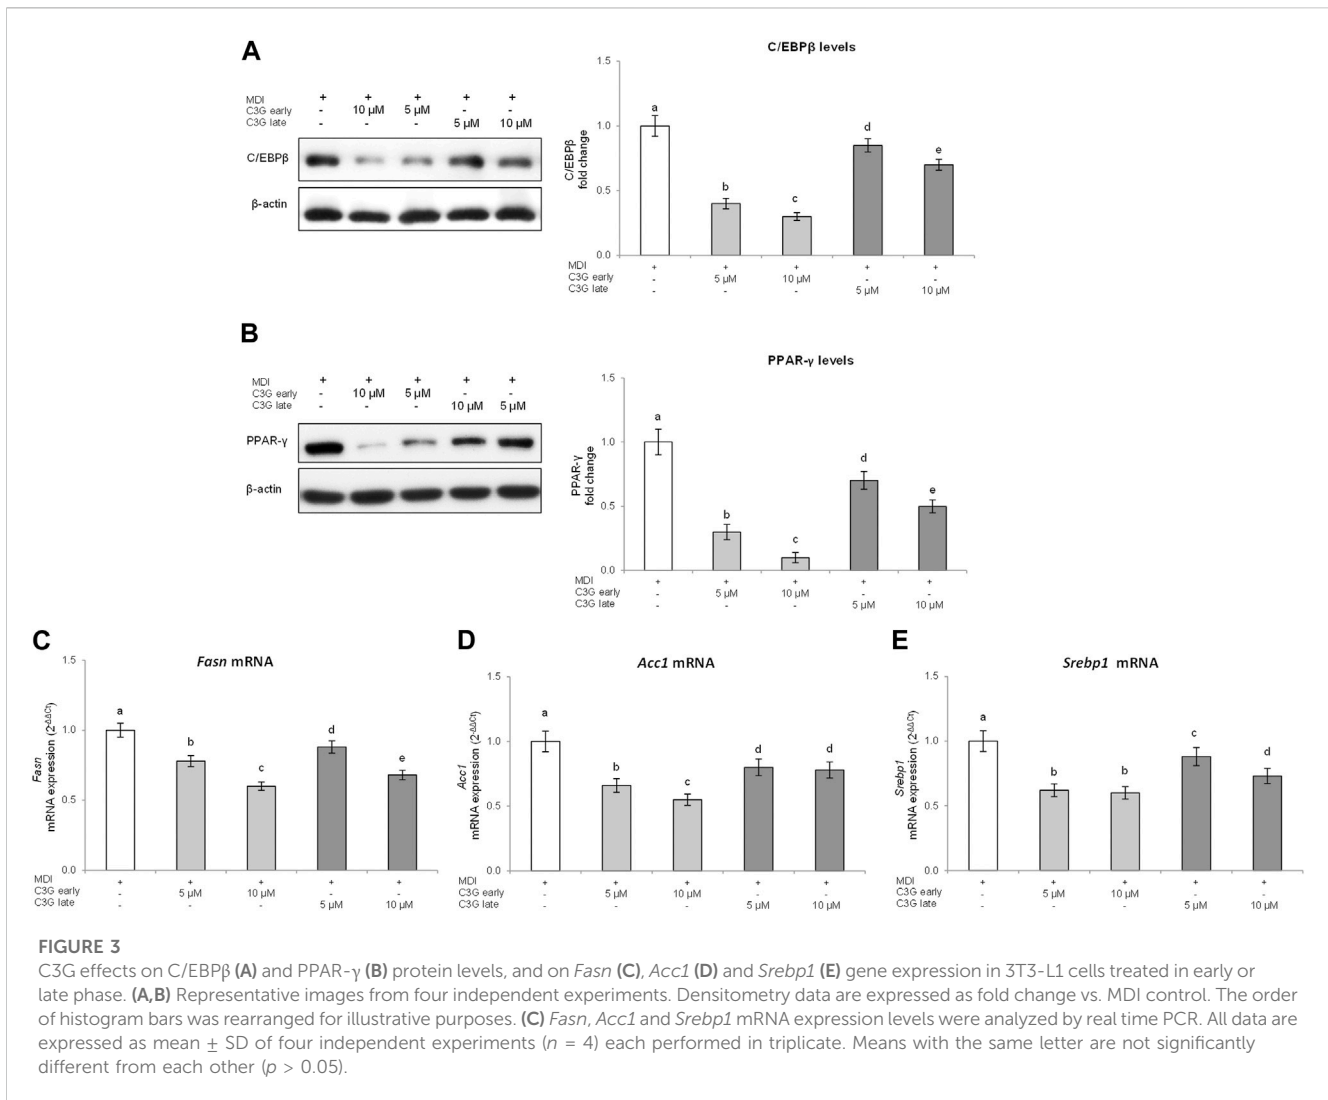 A
MDI + + + + +
C3G early - 10 µM 5 µM - -
C3G late - - - 5 µM 10 µM
C/EBPβ
β-actin
C/EBPβ levels
C/EBPβ
fold change
1.5
1.0
0.5
0.0
a
b
c
d
e
MDI + + + + +
C3G early - 5 µM 10 µM - -
C3G late - - - 5 µM 10 µM
B
MDI + + + + +
C3G early - 10 µM 5 µM - -
C3G late - - - 10 µM 5 µM
PPAR-γ
β-actin
PPAR-γ levels
PPAR-γ
fold change
1.5
1.0
0.5
0.0
a
b
c
d
e
MDI + + + + +
C3G early - 5 µM 10 µM - -
C3G late - - - 5 µM 10 µM
C
Fasn mRNA
Fasn
mRNA expression (2-ΔΔCt)
1.5
1.0
0.5
0.0
a
b
c
d
e
MDI + + + + +
C3G early - 5 µM 10 µM - -
C3G late - - - 5 µM 10 µM
D
Acc1 mRNA
Acc1
mRNA expression (2-ΔΔCt)
1.5
1.0
0.5
0.0
a
b
c
d
d
MDI + + + + +
C3G early - 5 µM 10 µM - -
C3G late - - - 5 µM 10 µM
E
Srebp1 mRNA
Srebp1
mRNA expression (2-ΔΔCt)
1.5
1.0
0.5
0.0
a
b
b
c
d
MDI + + + + +
C3G early - 5 µM 10 µM - -
C3G late - - - 5 µM 10 µM
FIGURE 3
C3G effects on C/EBPβ (A) and PPAR-γ (B) protein levels, and on Fasn (C), Acc1 (D) and Srebp1 (E) gene expression in 3T3-L1 cells treated in early or
late phase. (A,B) Representative images from four independent experiments. Densitometry data are expressed as fold change vs. MDI control. The order
of histogram bars was rearranged for illustrative purposes. (C) Fasn, Acc1 and Srebp1 mRNA expression levels were analyzed by real time PCR. All data are
expressed as mean ± SD of four independent experiments (n = 4) each performed in triplicate. Means with the same letter are not significantly
different from each other (p > 0.05).